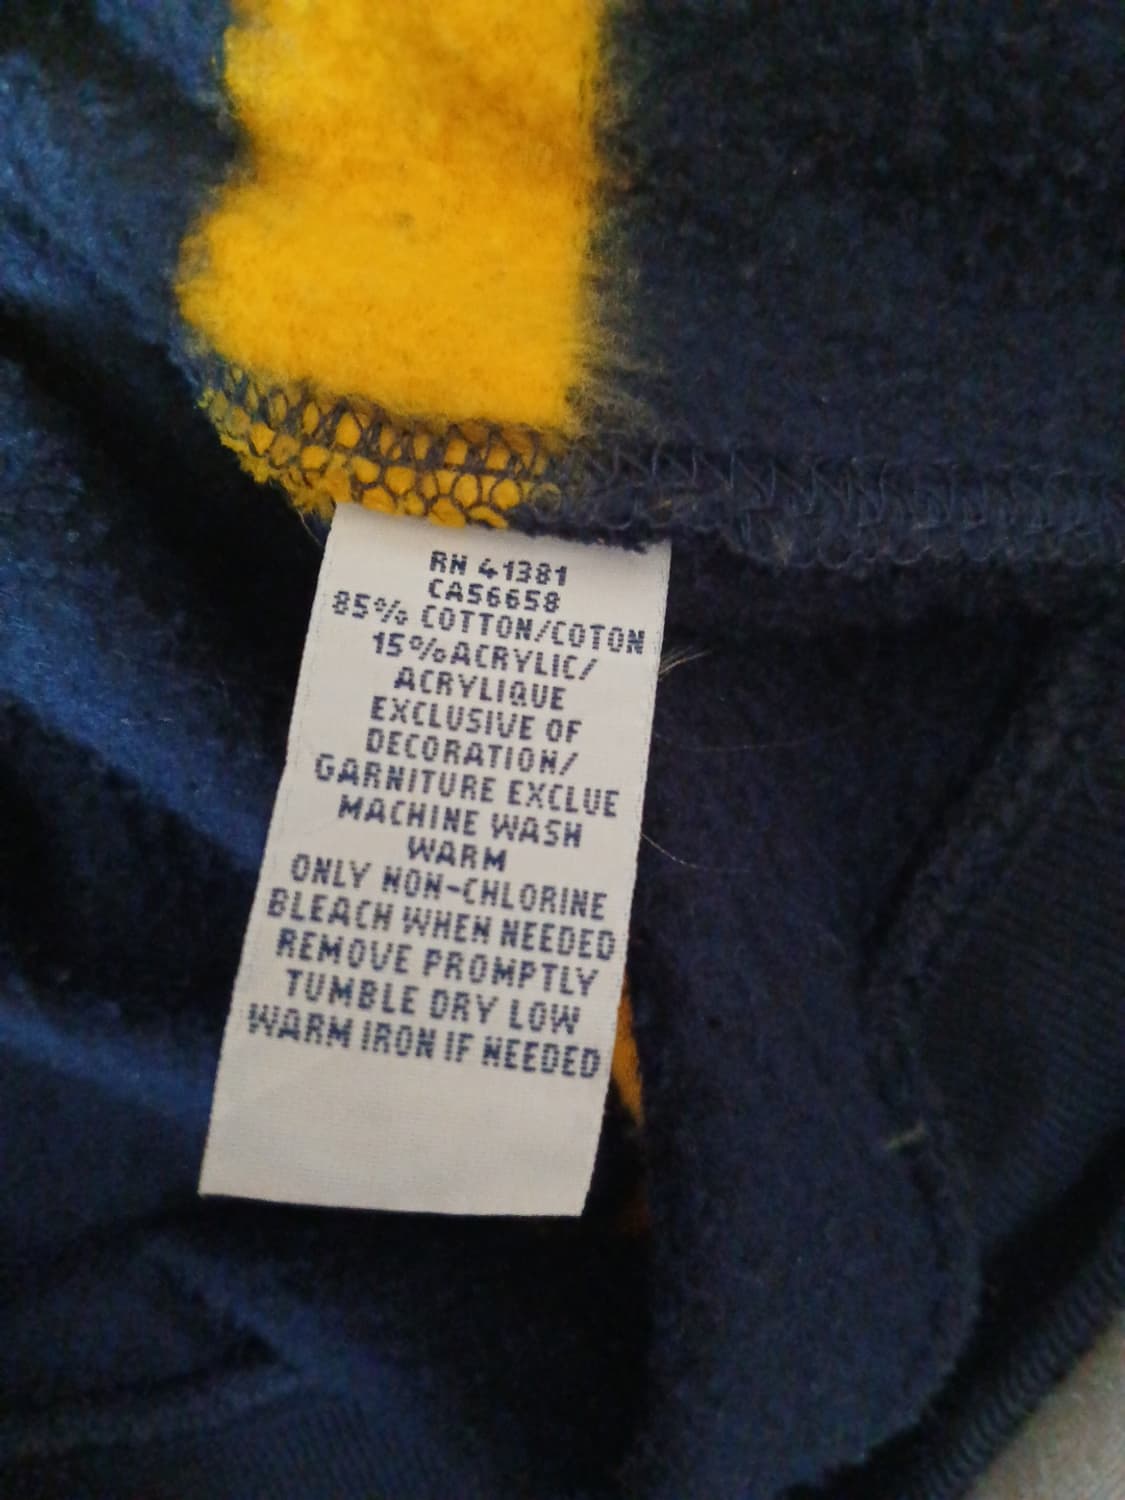 RN 41381
CA56658
85% COTTON/COTON
15%ACRYLIC/
ACRYLIQUE
EXCLUSIVE OF
DECORATION/
GARNITURE EXCLUE
MACHINE WASH
WARM
ONLY NON-CHLORINE
BLEACH WHEN NEEDED
REMOVE PROMPTLY
TUMBLE DRY LOW
WARM IRON IF NEEDED